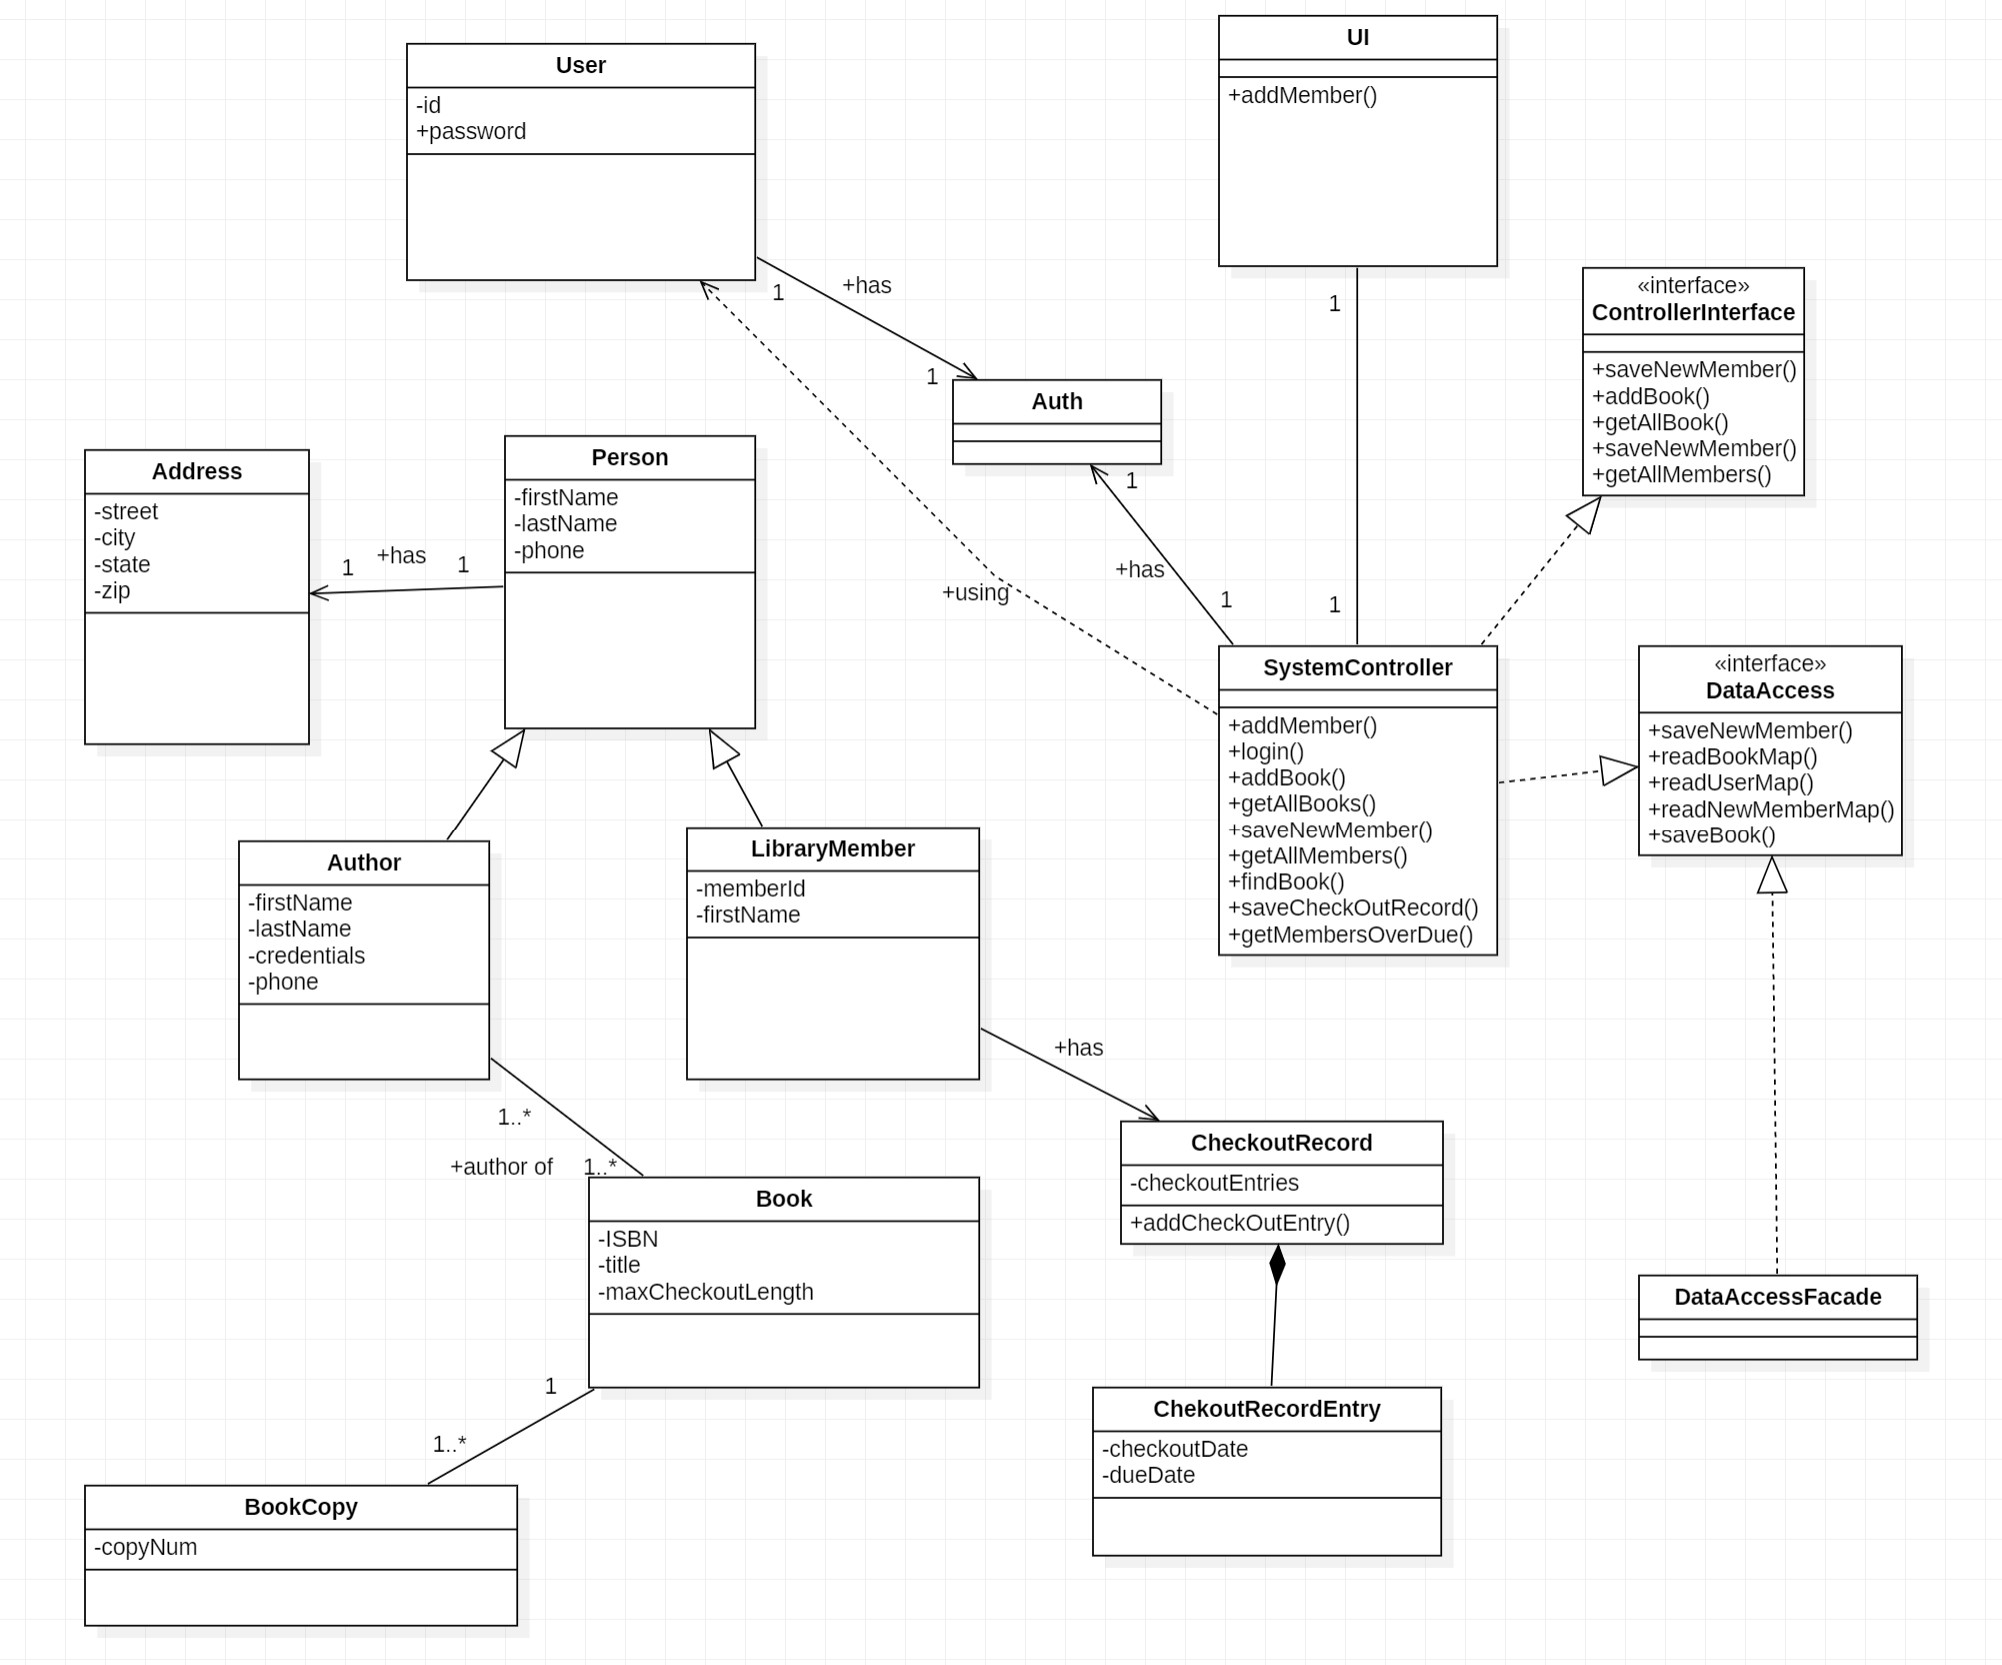 User
-id
+password
UI
+addMember()
+has
1
1
1
1
«interface»
ControllerInterface
+saveNewMember()
+addBook()
+getAllBook()
+saveNewMember()
+getAllMembers()
Auth
1
+has
1
+using
Address
-street
-city
-state
-zip
1
+has
1
Person
-firstName
-lastName
-phone
SystemController
+addMember()
+login()
+addBook()
+getAllBooks()
+saveNewMember()
+getAllMembers()
+findBook()
+saveCheckOutRecord()
+getMembersOverDue()
«interface»
DataAccess
+saveNewMember()
+readBookMap()
+readUserMap()
+readNewMemberMap()
+saveBook()
Author
-firstName
-lastName
-credentials
-phone
LibraryMember
-memberId
-firstName
+has
1..*
+author of
1..*
CheckoutRecord
-checkoutEntries
+addCheckOutEntry()
Book
-ISBN
-title
-maxCheckoutLength
DataAccessFacade
1
1..*
ChekoutRecordEntry
-checkoutDate
-dueDate
BookCopy
-copyNum